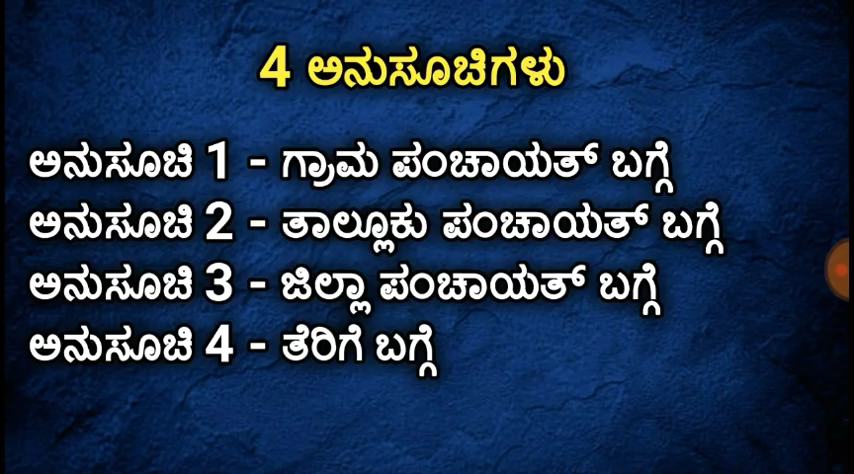 4 ಅನುಸೂಚಿಗಳು
ಅನುಸೂಚಿ 1 - ಗ್ರಾಮ ಪಂಚಾಯತ್ ಬಗ್ಗೆ
ಅನುಸೂಚಿ 2 - ತಾಲ್ಲೂಕು ಪಂಚಾಯತ್ ಬಗ್ಗೆ
ಅನುಸೂಚಿ 3 - ಜಿಲ್ಲಾ ಪಂಚಾಯತ್ ಬಗ್ಗೆ
ಅನುಸೂಚಿ 4 - ತೆರಿಗೆ ಬಗ್ಗೆ